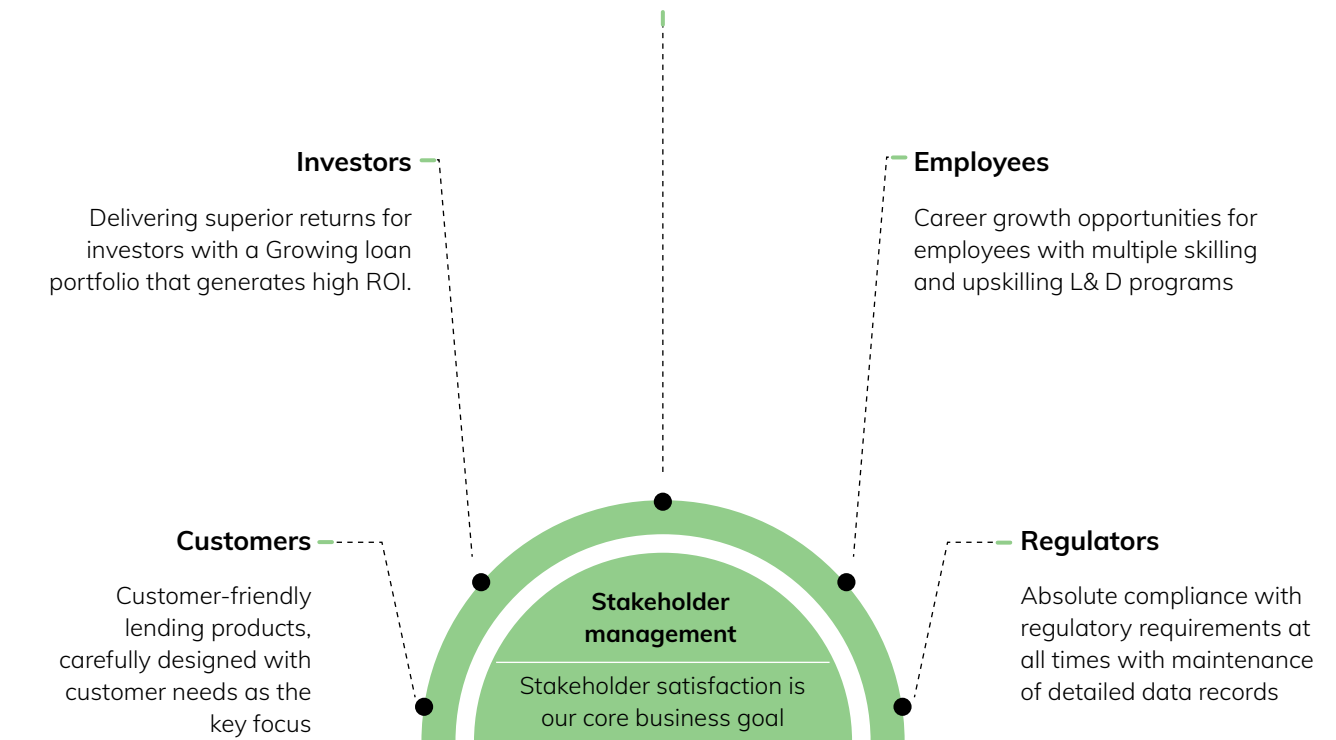 Investors
Delivering superior returns for
investors with a Growing loan
portfolio that generates high ROI.
Employees
Career growth opportunities for
employees with multiple skilling
and upskilling L& D programs
Customers
Customer-friendly
lending products,
carefully designed with
customer needs as the
key focus
Stakeholder
management
Stakeholder satisfaction is
our core business goal
Regulators
Absolute compliance with
regulatory requirements at
all times with maintenance
of detailed data records